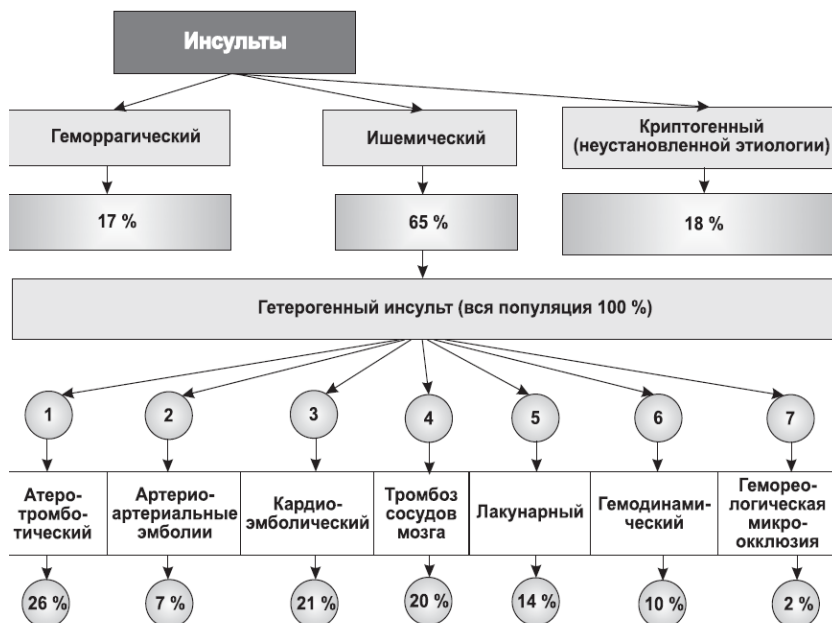 Инсульты
Геморрагический
Ишемический
Криптогенный
(неустановленной этиологии)
17 %
65 %
18 %
Гетерогенный инсульт (вся популяция 100 %)
1
2
3
4
5
6
7
Атеро-
тромбо-
тический
Артерио-
артериальные
эмболии
Кардио-
эмболический
Тромбоз
сосудов
мозга
Лакунарный
Гемодинами-
ческий
Гемореo-
логическая
микро-
окклюзия
26 %
7 %
21 %
20 %
14 %
10 %
2 %